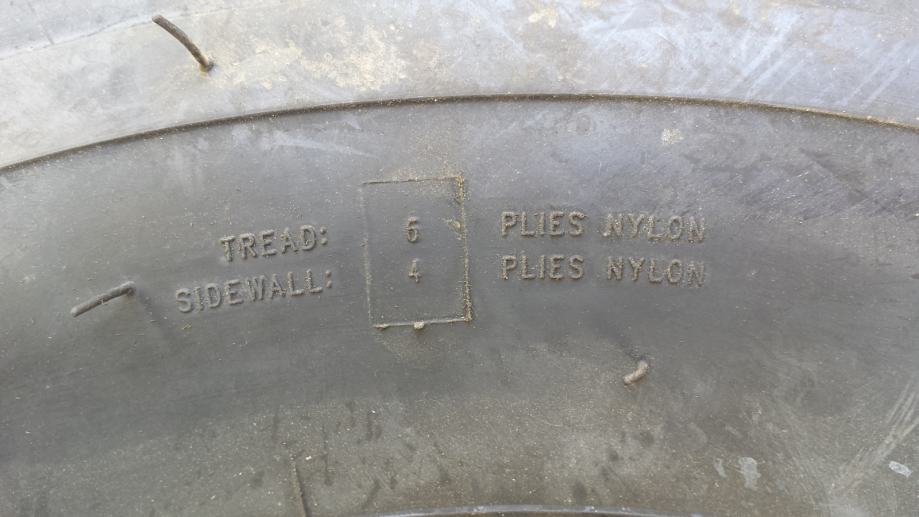 TREAD: 6 PLIES NYLON
SIDEWALL: 4 PLIES NYLON